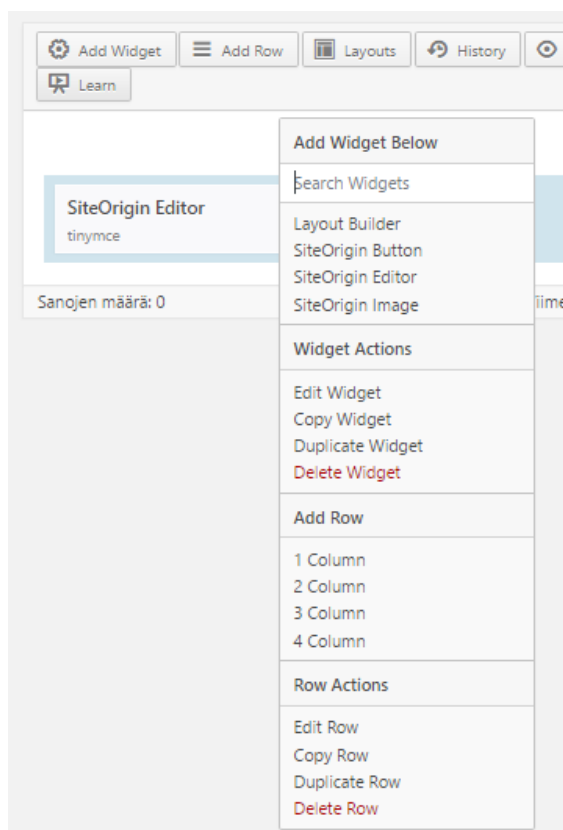 Add Widget
Add Row
Layouts
History
Learn
Add Widget Below
Search Widgets
SiteOrigin Editor
tinymce
Layout Builder
SiteOrigin Button
SiteOrigin Editor
SiteOrigin Image
Sanojen määrä: 0
Widget Actions
Edit Widget
Copy Widget
Duplicate Widget
Delete Widget
Add Row
1 Column
2 Column
3 Column
4 Column
Row Actions
Edit Row
Copy Row
Duplicate Row
Delete Row